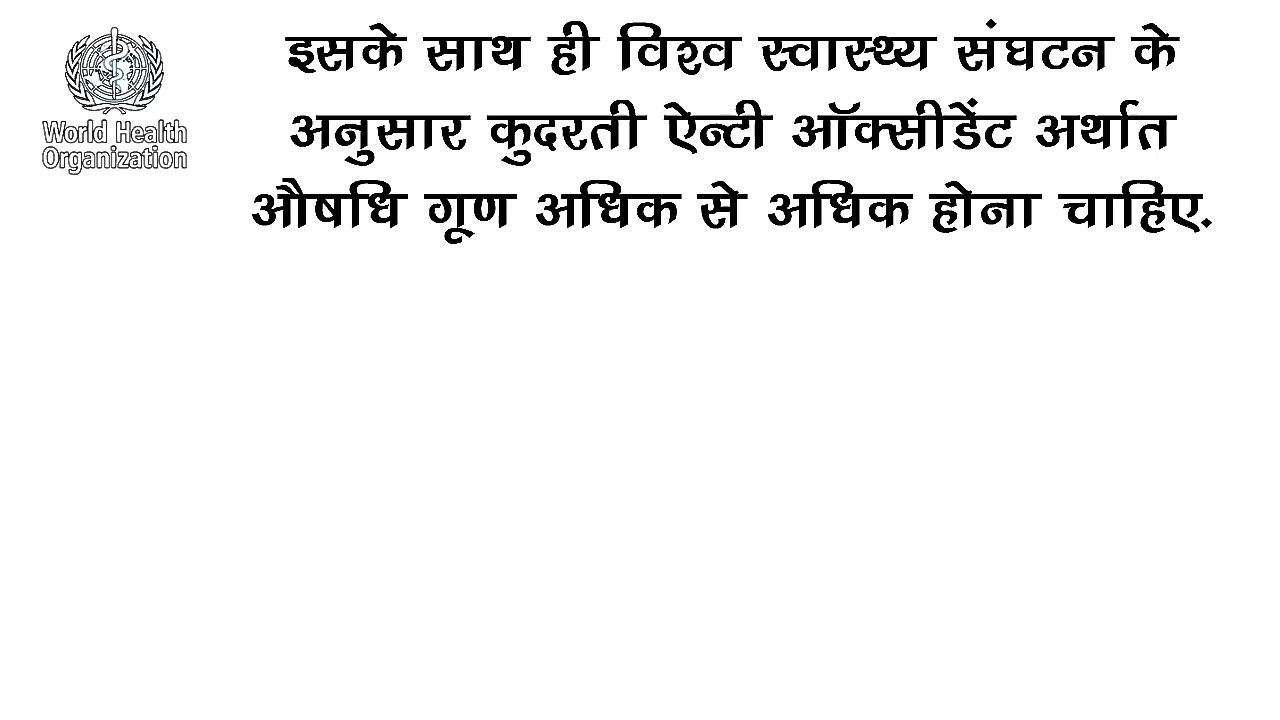 World Health
Organization
इसके साथ ही विश्व स्वास्थ्य संघटन के
अनुसार कुदरती ऐन्टी ऑक्सीडेंट अर्थात
औषधि गूण अधिक से अधिक होना चाहिए.